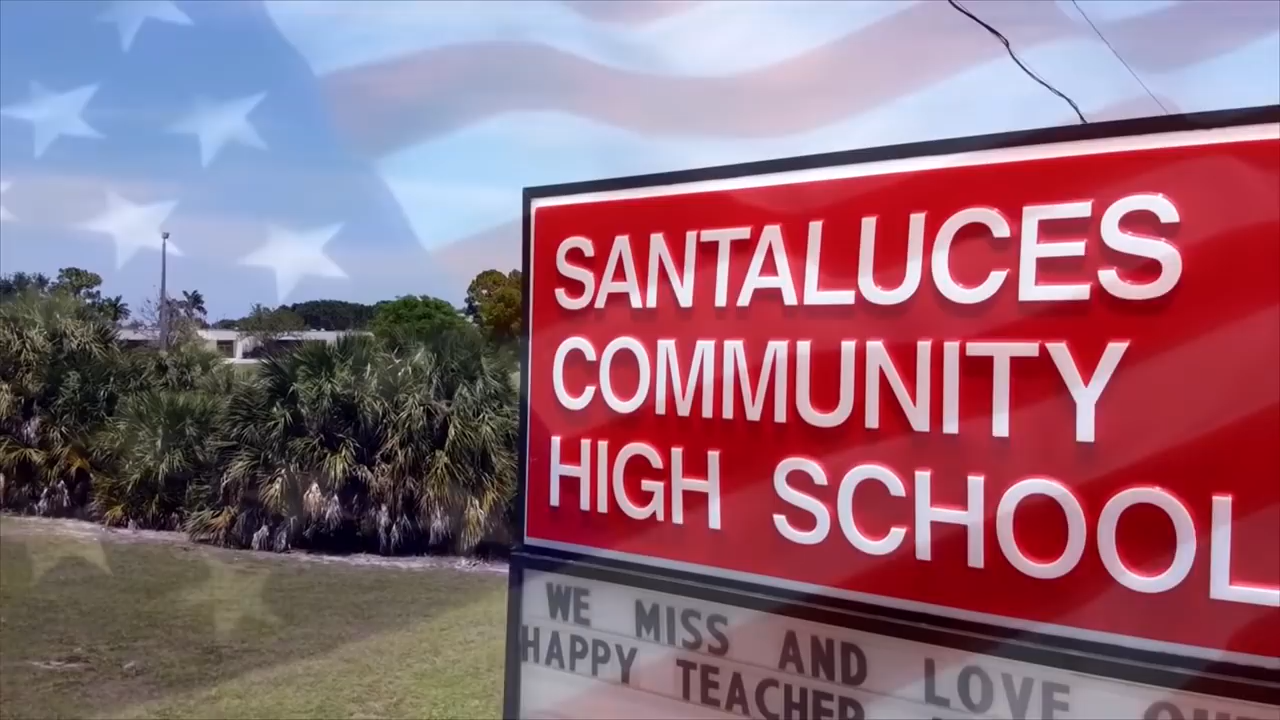 SANTALUCES
COMMUNITY
HIGH SCHOOL
WE MISS AND LOVE
HAPPY TEACHER